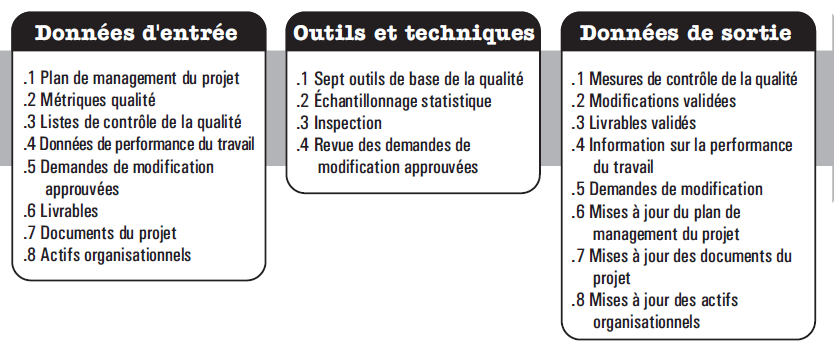 Données d'entrée
.1 Plan de management du projet
.2 Métriques qualité
.3 Listes de contrôle de la qualité
.4 Données de performance du travail
.5 Demandes de modification
approuvées
.6 Livrables
.7 Documents du projet
.8 Actifs organisationnels
Outils et techniques
.1 Sept outils de base de la qualité
.2 Échantillonnage statistique
.3 Inspection
.4 Revue des demandes de
modification approuvées
Données de sortie
.1 Mesures de contrôle de la qualité
.2 Modifications validées
.3 Livrables validés
.4 Information sur la performance
du travail
.5 Demandes de modification
.6 Mises à jour du plan de
management du projet
.7 Mises à jour des documents du
projet
.8 Mises à jour des actifs
organisationnels